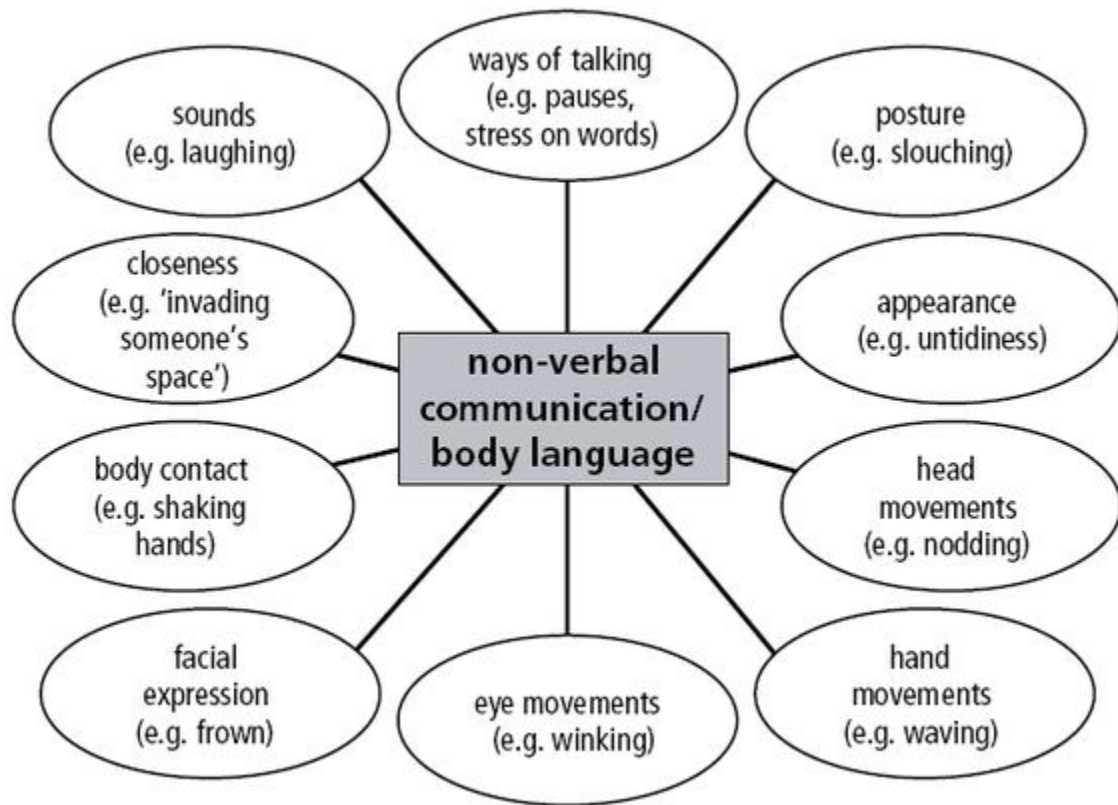 ways of talking
(e.g. pauses,
stress on words)
sounds
(e.g. laughing)
posture
(e.g. slouching)
closeness
(e.g. 'invading
someone's
space')
appearance
(e.g. untidiness)
non-verbal
communication/
body language
body contact
(e.g. shaking
hands)
head
movements
(e.g. nodding)
facial
expression
(e.g. frown)
eye movements
(e.g. winking)
hand
movements
(e.g. waving)